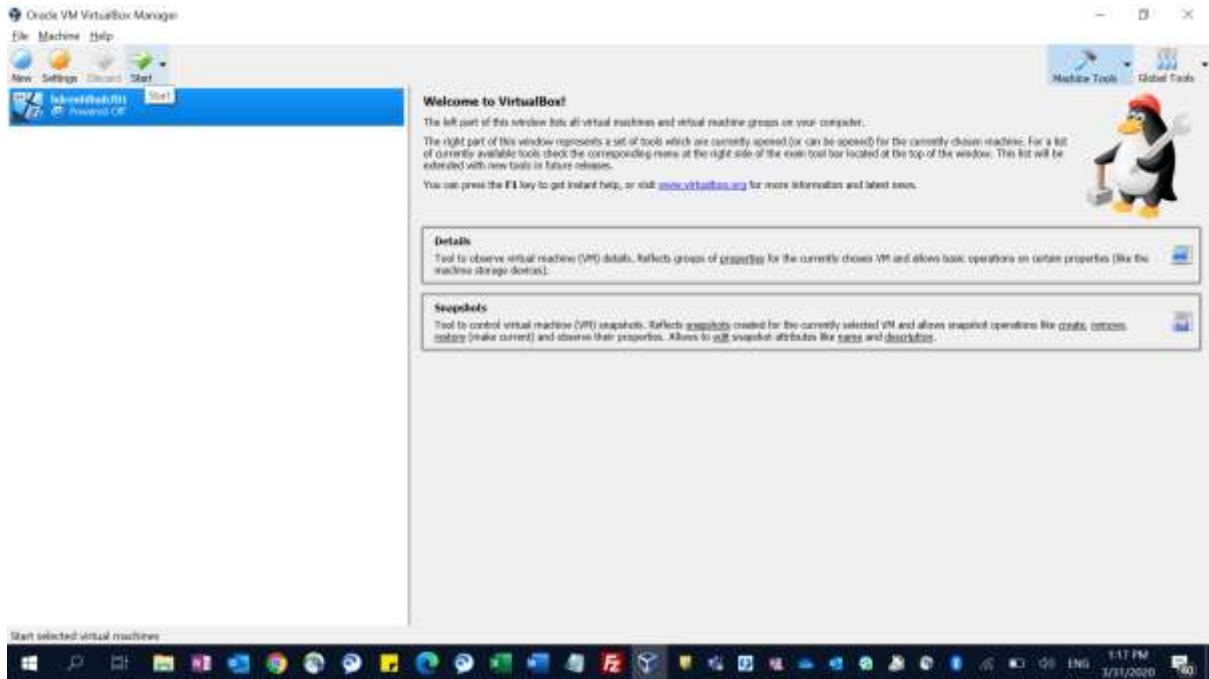 Oracle VM VirtualBox Manager
File Machine Help
New Settings Discard Start
Machine Tools Global Tools
Start
Powered Off
Welcome to VirtualBox!
The left part of this window lists all virtual machines and virtual machine groups on your computer.
The right part of this window represents a set of tools which are currently opened (or can be opened) for the currently chosen machine. For a list
of currently available tools check the corresponding menu at the right side of the main tool bar located at the top of the window. This list will be
extended with new tools in future releases.
You can press the F1 key to get instant help, or visit www.virtualbox.org for more information and latest news.
Details
Tool to observe virtual machine (VM) details. Reflects groups of properties for the currently chosen VM and allows basic operations on certain properties (like the
machine storage devices).
Snapshots
Tool to control virtual machine (VM) snapshots. Reflects snapshots created for the currently selected VM and allows snapshot operations like create, remove,
restore (make current) and observe their properties. Allows to edit snapshot attributes like name and description.
Start selected virtual machines
ENG
1:17 PM
3/31/2020